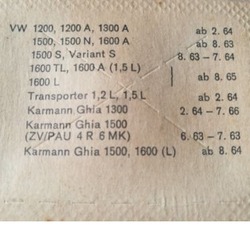 VW 1200, 1200 A, 1300 A ab 2. 64
1500, 1500 N, 1600 A ab 8. 63
1500 S, Variant S 8. 63 - 7. 64
1600 TL, 1600 A (1,5 L)
1600 L ab 8. 65
Transporter 1,2 L, 1,5 L ab 2. 64
Karmann Ghia 1300 2. 64 - 7. 66
Karmann Ghia 1500
(ZV/PAU 4 R 6 MK) 6. 63 - 7. 63
Karmann Ghia 1500, 1600 (L) ab 8. 64